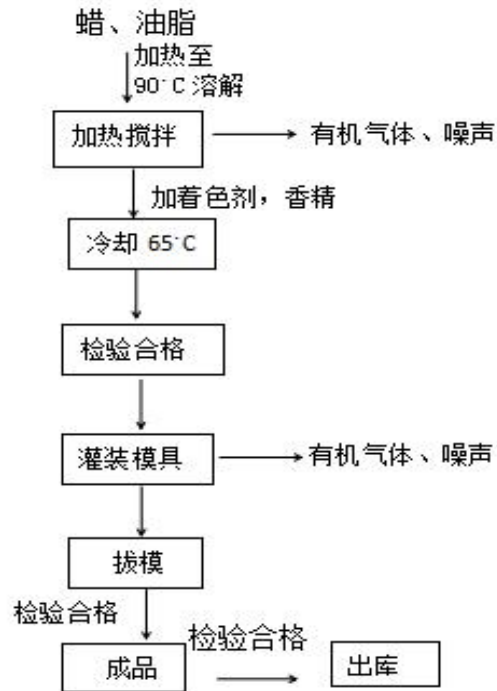 蜡、油脂
加热至
90°C 溶解
加热搅拌
有机气体、噪声
加着色剂，香精
冷却 65°C
检验合格
灌装模具
有机气体、噪声
拔模
检验合格
检验合格
成品
出库